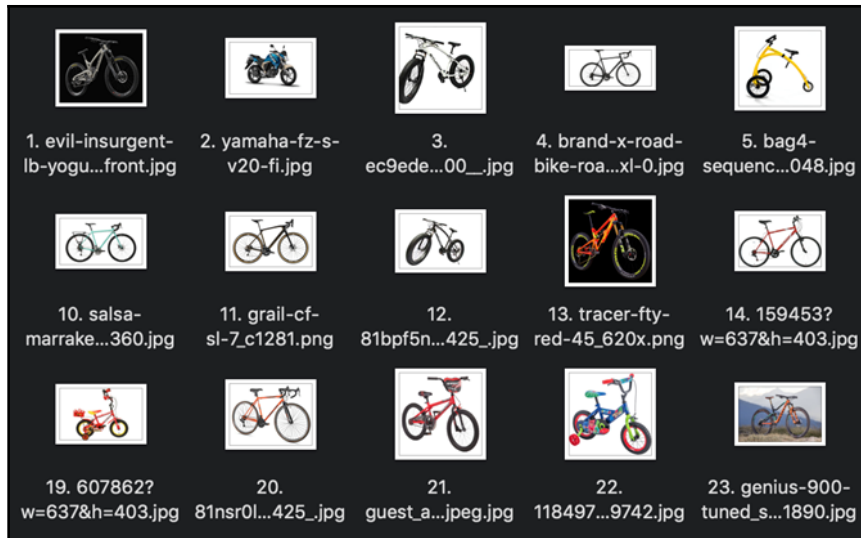 1. evil-insurgent-
lb-yogu...front.jpg
2. yamaha-fz-s-
v20-fi.jpg
3.
ec9ede...00__.jpg
4. brand-x-road-
bike-roa...xl-0.jpg
5. bag4-
sequenc...048.jpg
10. salsa-
marrake...360.jpg
11. grail-cf-
sl-7_c1281.png
12.
81bpf5n...425_.jpg
13. tracer-fty-
red-45_620x.png
14. 159453?
w=637&h=403.jpg
19. 607862?
w=637&h=403.jpg
20.
81nsr0l...425_.jpg
21.
guest_a...jpeg.jpg
22.
118497...9742.jpg
23. genius-900-
tuned_s...1890.jpg